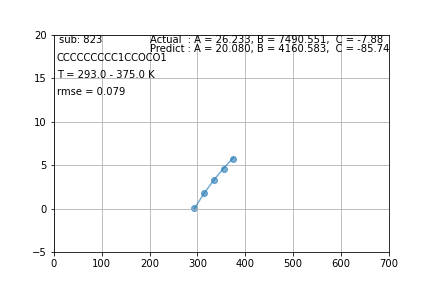 sub: 823
Actual : A = 26.233, B = 7490.551, C = -7.88
Predict : A = 20.080, B = 4160.583, C = -85.74
CCCCCCCCC1CCOCO1
T = 293.0 - 375.0 K
rmse = 0.079
20
15
10
5
0
−5
0 100 200 300 400 500 600 700